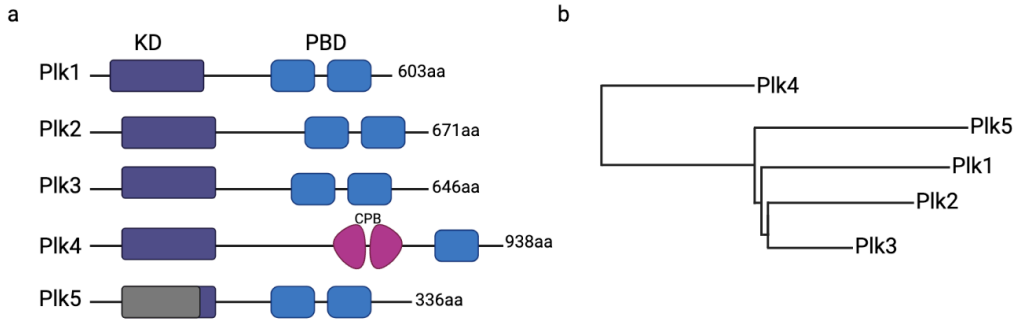 a
KD PBD
Plk1 603aa
Plk2 671aa
Plk3 646aa
CPB
Plk4 938aa
Plk5 336aa
b
Plk4
Plk5
Plk1
Plk2
Plk3